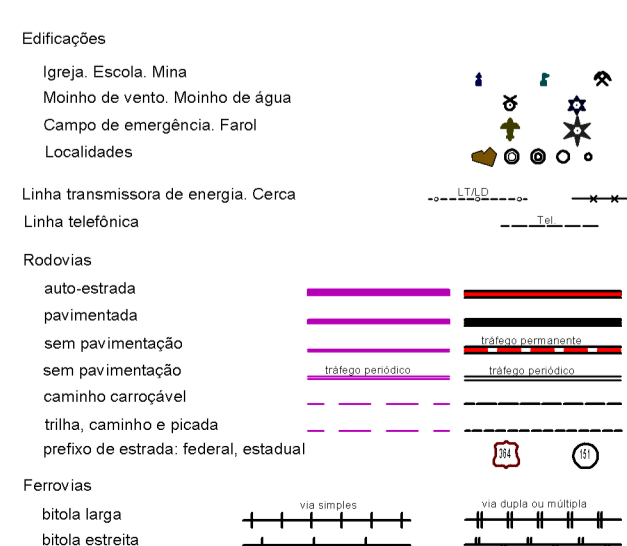 Edificações
Igreja. Escola. Mina
Moinho de vento. Moinho de água
Campo de emergência. Farol
Localidades
Linha transmissora de energia. Cerca LT/LD
Linha telefônica Tel.
Rodovias
auto-estrada
pavimentada
sem pavimentação tráfego permanente
sem pavimentação tráfego periódico tráfego periódico
caminho carroçável
trilha, caminho e picada
prefixo de estrada: federal, estadual 364 151
Ferrovias
bitola larga via simples via dupla ou múltipla
bitola estreita